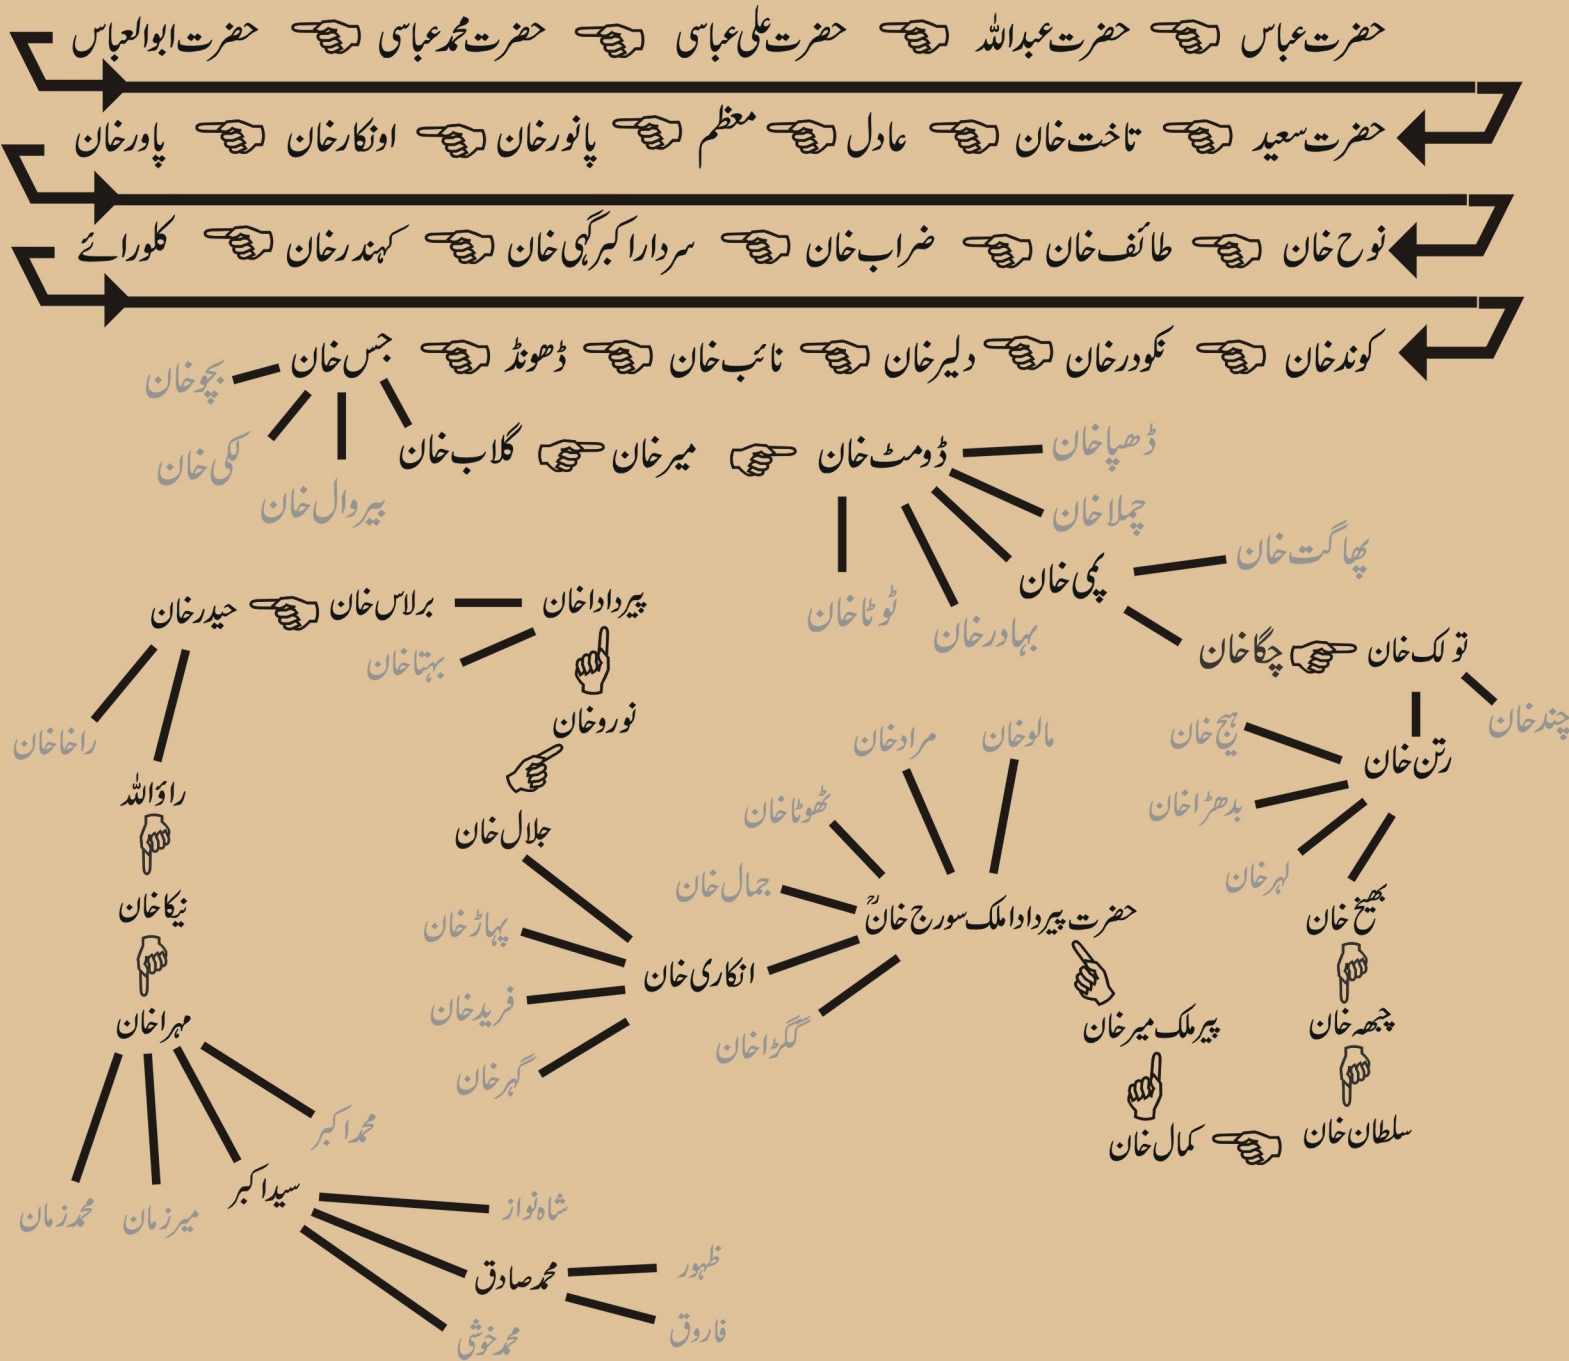 حضرت عباس حضرت عبداللہ حضرت علی عباسی حضرت محمد عباسی حضرت ابوالعباس
حضرت سعید تاخت خان عادل معظم پانور خان اونکار خان پاور خان
نوح خان طائف خان ضراب خان سردار اکبر گہی خان کہندر خان کلورائے
کوند خان نکودر خان دلیر خان نائب خان ڈھونڈ جس خان بچو خان
ڈھپا خان ڈومٹ خان میر خان گلاب خان لکی خان
چملا خان بیروال خان
پھاگت خان پمی خان
ٹوٹا خان پیردادا خان برلاس خان حیدر خان
بہادر خان
تولک خان چگا خان بہتا خان
چند خان ہیج خان مالو خان مراد خان نورو خان راخا خان
رتن خان
بدھڑا خان ٹھوٹا خان جلال خان راؤاللہ
لہر خان جمال خان
بھیخ خان حضرت پیردادا ملک سورج خانؒ پہاڑ خان نیکا خان
انکاری خان
فرید خان
چبھہ خان پیر ملک میر خان گگڑا خان مہرا خان
گہر خان
سلطان خان کمال خان محمد اکبر
سید اکبر شاہ نواز
میر زمان محمد زمان
محمد صادق ظہور
محمد خوشی فاروق